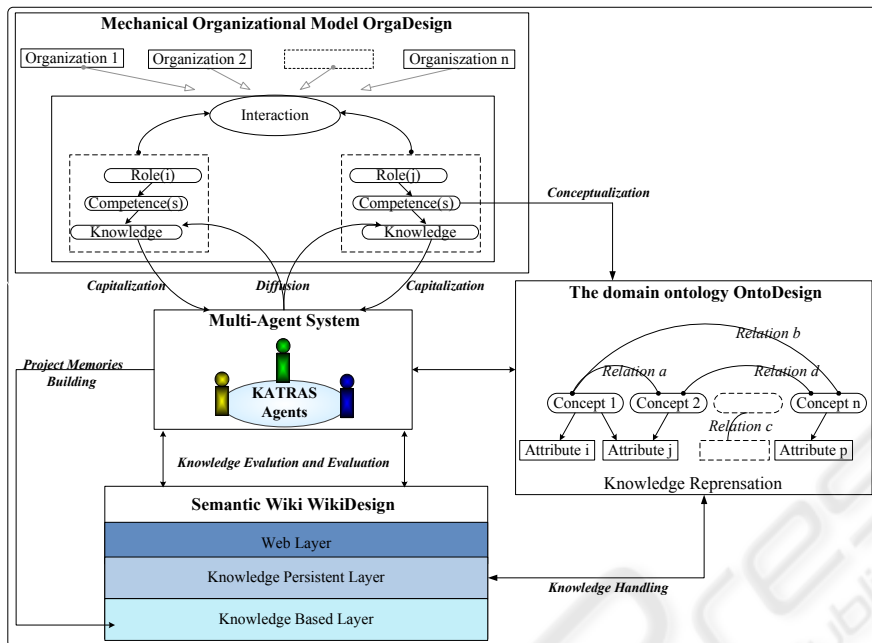 Mechanical Organizational Model OrgaDesign
Organization 1
Organization 2
Organiszation n
Interaction
Role(i)
Competence(s)
Knowledge
Role(j)
Competence(s)
Knowledge
Conceptualization
Capitalization
Diffusion
Capitalization
Multi-Agent System
KATRAS
Agents
Project Memories
Building
The domain ontology OntoDesign
Relation b
Relation a
Relation d
Concept 1
Concept 2
Concept n
Relation c
Attribute i
Attribute j
Attribute p
Knowledge Reprensation
Knowledge Evalution and Evaluation
Semantic Wiki WikiDesign
Web Layer
Knowledge Persistent Layer
Knowledge Based Layer
Knowledge Handling